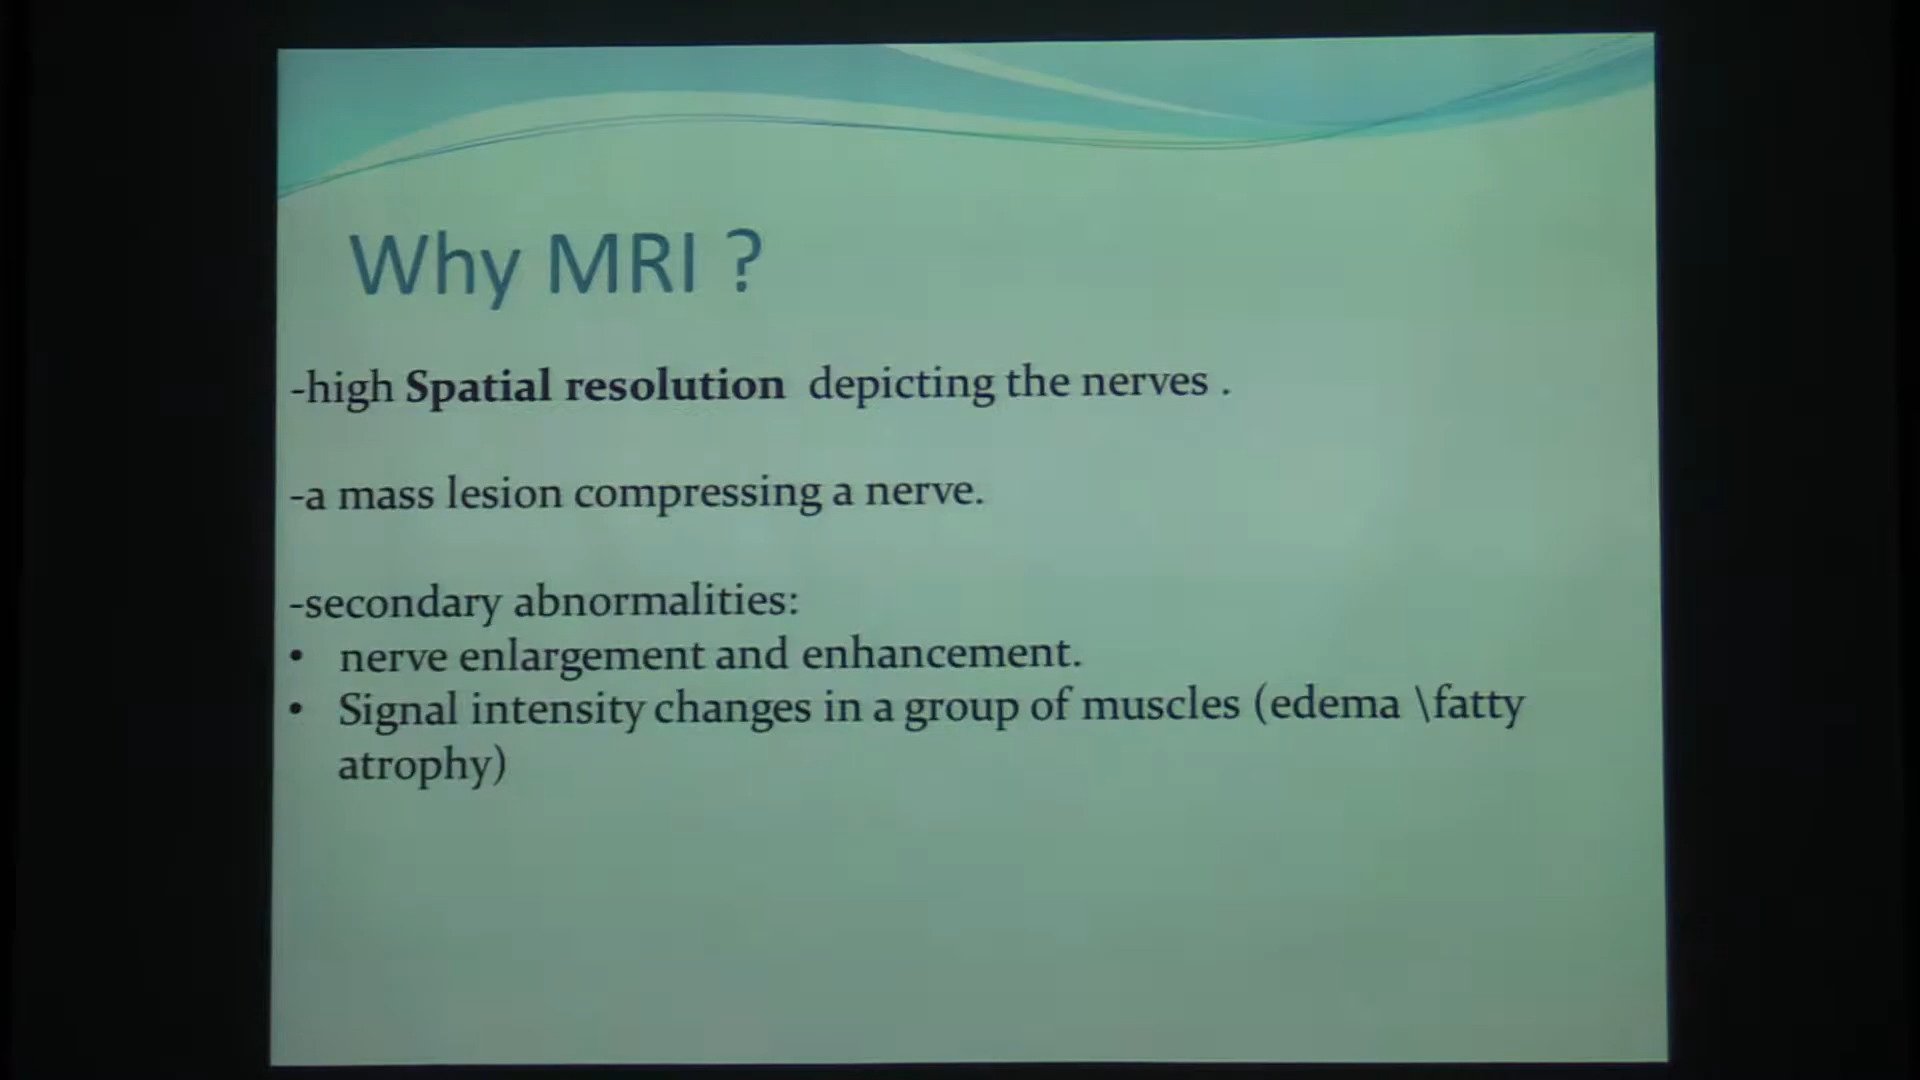 Why MRI ?
-high Spatial resolution depicting the nerves .
-a mass lesion compressing a nerve.
-secondary abnormalities:
• nerve enlargement and enhancement.
• Signal intensity changes in a group of muscles (edema \fatty
atrophy)